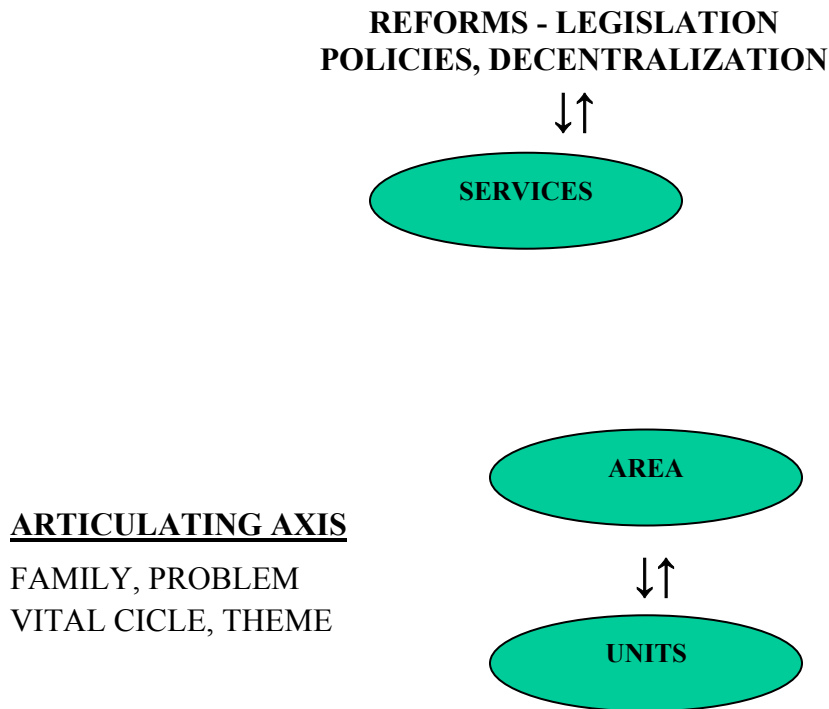 REFORMS - LEGISLATION
POLICIES, DECENTRALIZATION
↓↑
SERVICES
AREA
ARTICULATING AXIS
FAMILY, PROBLEM
VITAL CICLE, THEME
↓↑
UNITS